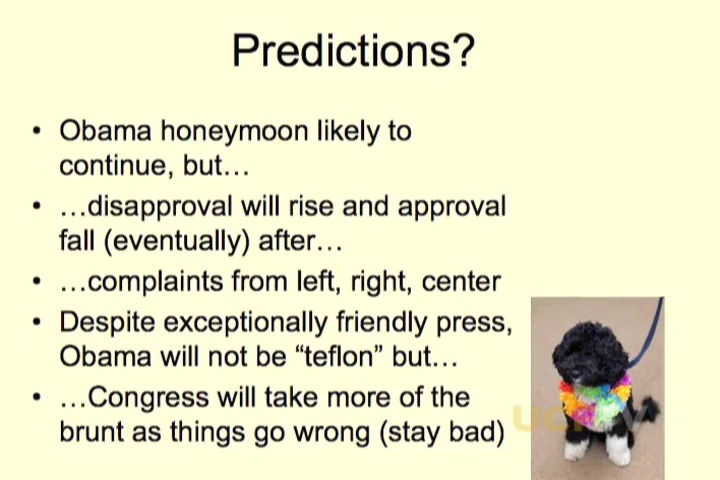 Predictions?
• Obama honeymoon likely to
continue, but…
• …disapproval will rise and approval
fall (eventually) after…
• …complaints from left, right, center
• Despite exceptionally friendly press,
Obama will not be “teflon” but…
• …Congress will take more of the
brunt as things go wrong (stay bad)